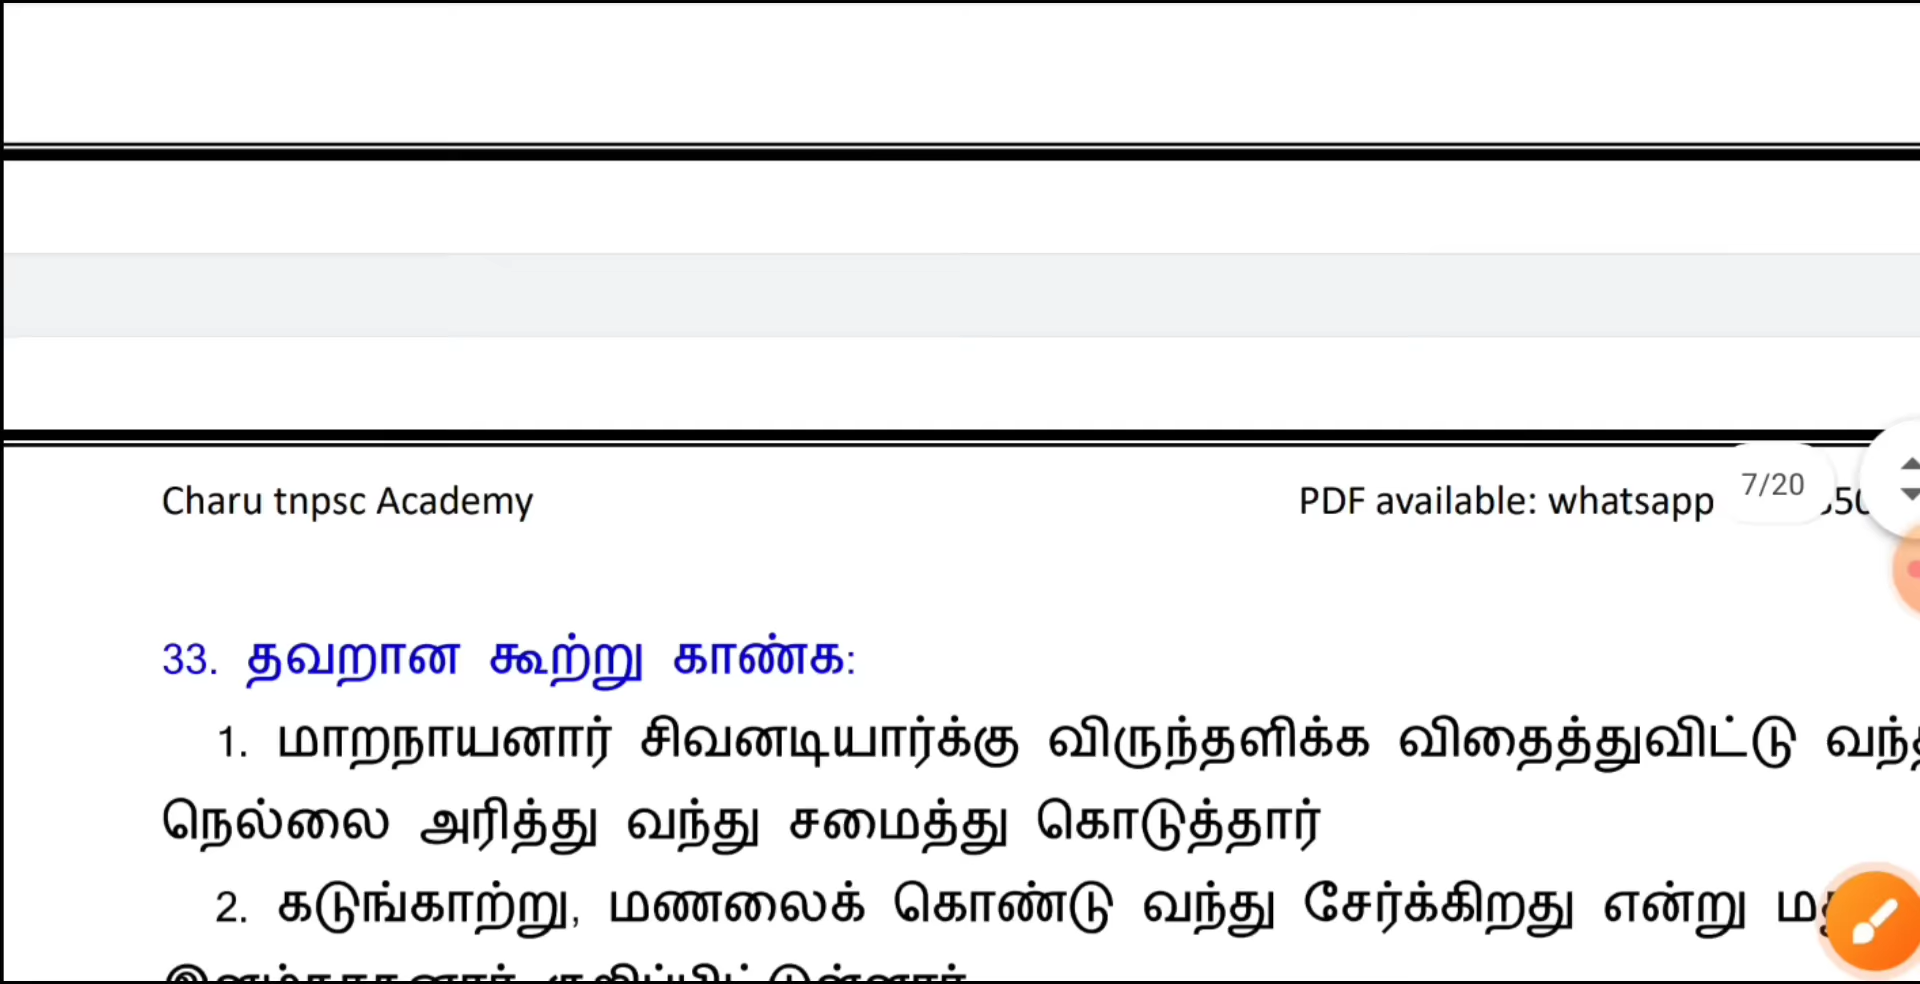 Charu tnpsc Academy PDF available: whatsapp
7/20
33. தவறான கூற்று காண்க:
1. மாறநாயனார் சிவனடியார்க்கு விருந்தளிக்க விதைத்துவிட்டு
நெல்லை அரித்து வந்து சமைத்து கொடுத்தார்
2. கடுங்காற்று, மணலைக் கொண்டு வந்து சேர்க்கிறது என்று